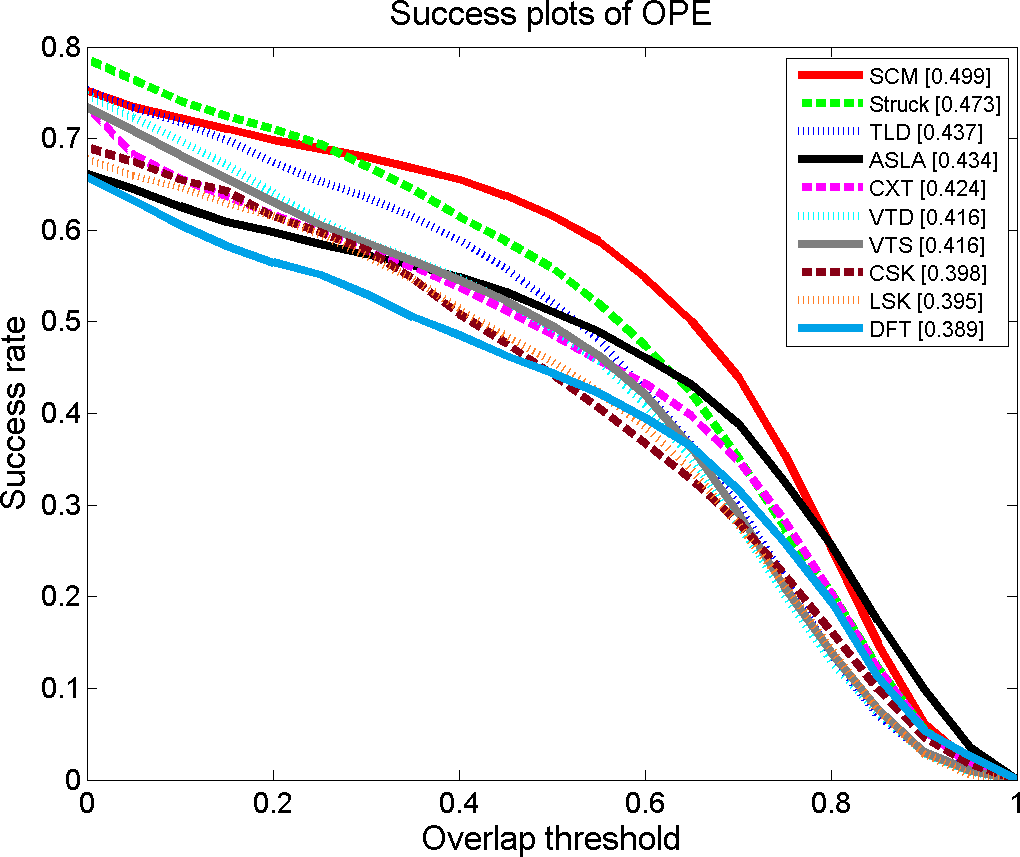 Success plots of OPE
0.8
0.7
0.6
0.5
0.4
0.3
0.2
0.1
0
Success rate
SCM [0.499]
Struck [0.473]
TLD [0.437]
ASLA [0.434]
CXT [0.424]
VTD [0.416]
VTS [0.416]
CSK [0.398]
LSK [0.395]
DFT [0.389]
0 0.2 0.4 0.6 0.8 1
Overlap threshold